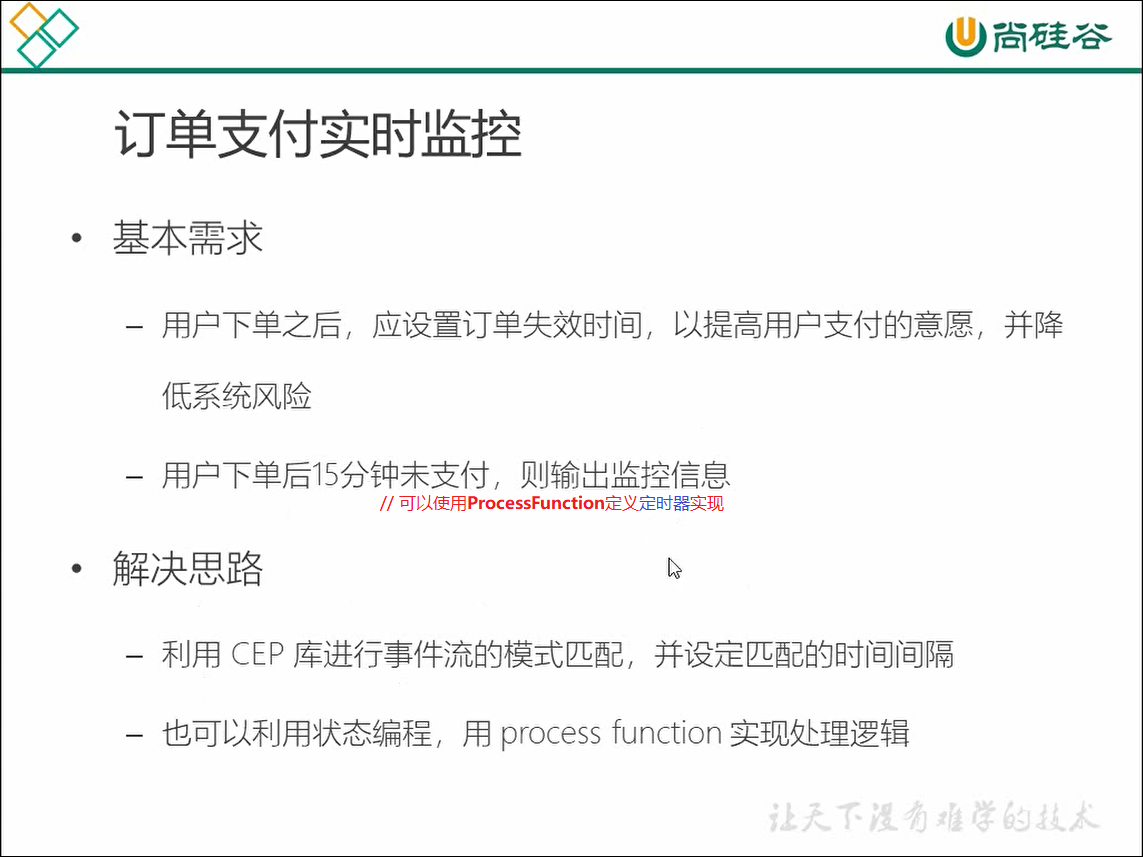 尚硅谷
订单支付实时监控
• 基本需求
– 用户下单之后，应设置订单失效时间，以提高用户支付的意愿，并降
低系统风险
– 用户下单后15分钟未支付，则输出监控信息
// 可以使用ProcessFunction定义定时器实现
• 解决思路
– 利用 CEP 库进行事件流的模式匹配，并设定匹配的时间间隔
– 也可以利用状态编程，用 process function 实现处理逻辑
让天下没有难学的技术